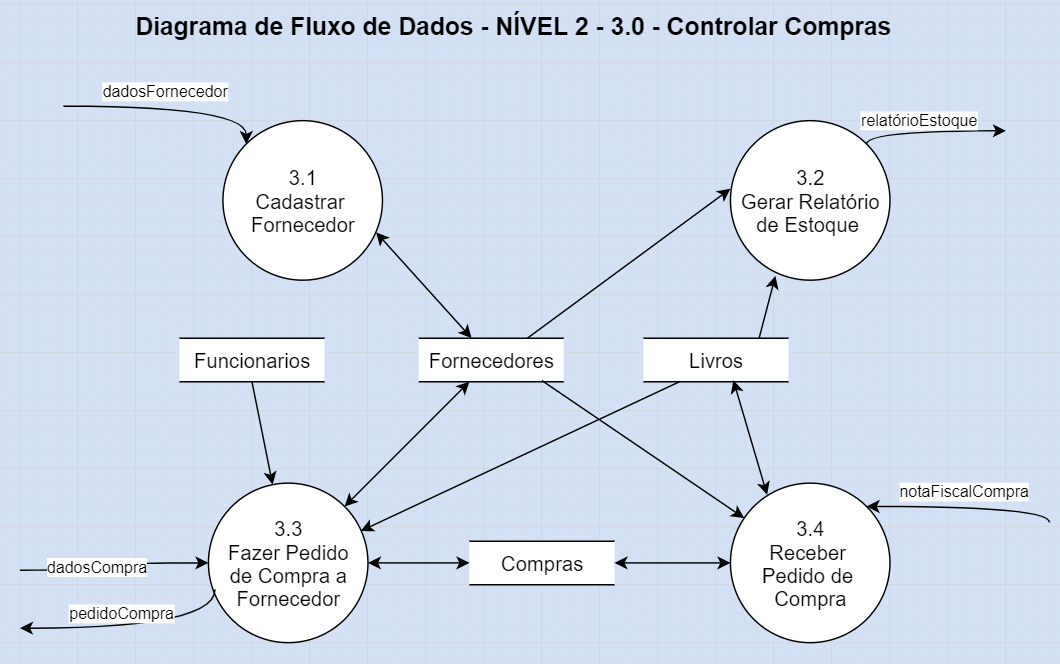 Diagrama de Fluxo de Dados - NÍVEL 2 - 3.0 - Controlar Compras
dadosFornecedor
relatórioEstoque
3.1
Cadastrar
Fornecedor
3.2
Gerar Relatório
de Estoque
Funcionarios
Fornecedores
Livros
notaFiscalCompra
3.3
Fazer Pedido
de Compra a
Fornecedor
3.4
Receber
Pedido de
Compra
Compras
dadosCompra
pedidoCompra